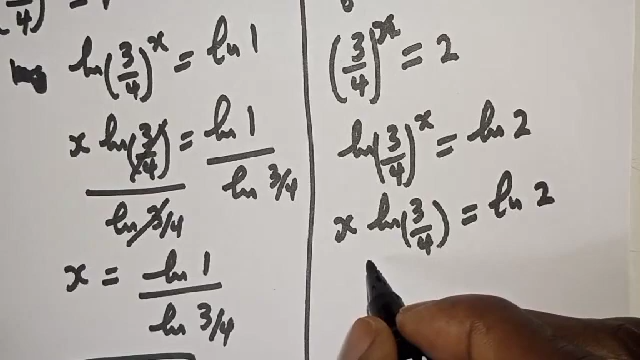 ln(3/4)^x = ln 1
x ln(3/4) / ln 3/4 = ln 1 / ln 3/4
x = ln 1 / ln 3/4
(3/4)^x = 2
ln(3/4)^x = ln 2
x ln(3/4) = ln 2